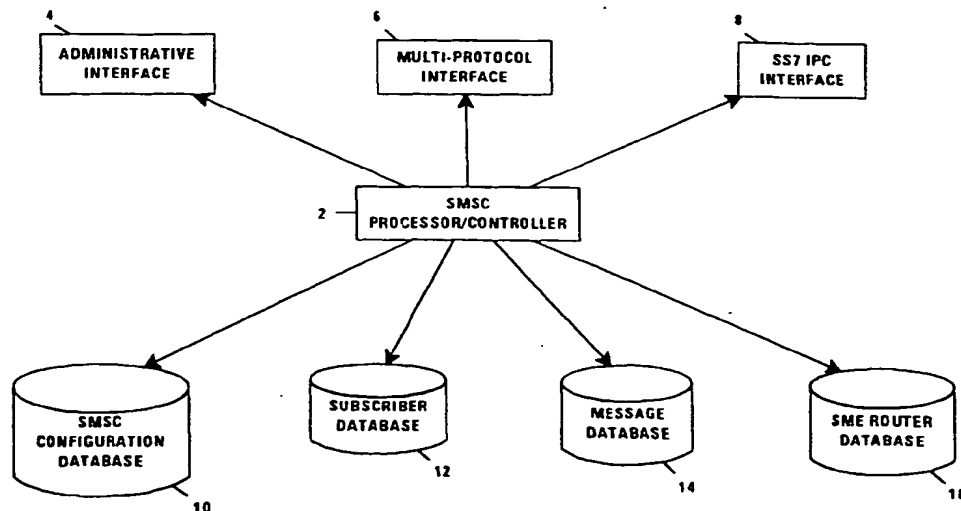 4
ADMINISTRATIVE
INTERFACE
6
MULTI-PROTOCOL
INTERFACE
8
SS7 IPC
INTERFACE
2
SMSC
PROCESSOR/CONTROLLER
SMSC
CONFIGURATION
DATABASE
10
SUBSCRIBER
DATABASE
12
MESSAGE
DATABASE
14
SME ROUTER
DATABASE